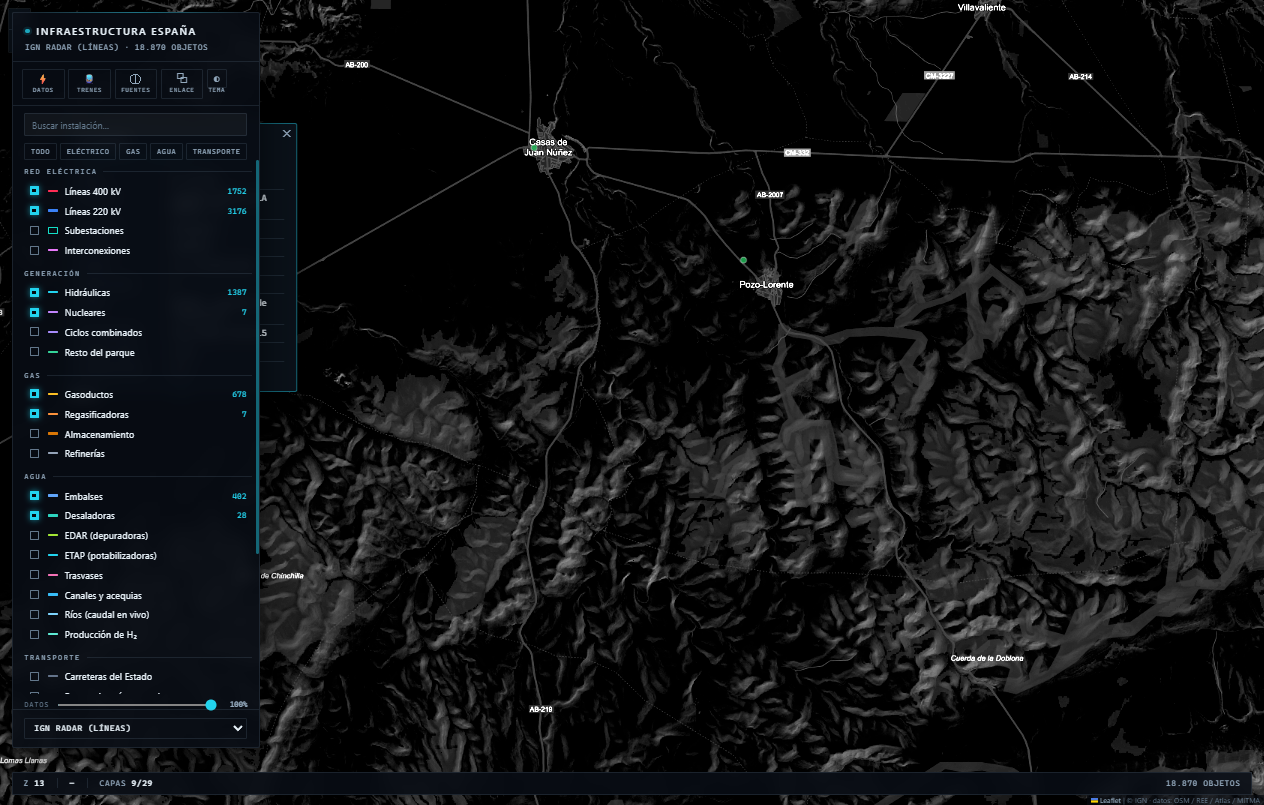 INFRAESTRUCTURA ESPAÑA
IGN RADAR (LÍNEAS) · 18.870 OBJETOS
DATOS
TRENES
FUENTES
ENLACE
TEMA
Buscar instalación...
TODO
ELÉCTRICO
GAS
AGUA
TRANSPORTE
RED ELÉCTRICA
Líneas 400 kV 1752
Líneas 220 kV 3176
Subestaciones
Interconexiones
GENERACIÓN
Hidráulicas 1387
Nucleares 7
Ciclos combinados
Resto del parque
GAS
Gasoductos 678
Regasificadoras 7
Almacenamiento
Refinerías
AGUA
Embalses 402
Desaladoras 28
EDAR (depuradoras)
ETAP (potabilizadoras)
Trasvases
Canales y acequias
Ríos (caudal en vivo)
Producción de H₂
TRANSPORTE
Carreteras del Estado
DATOS 100%
IGN RADAR (LÍNEAS)
Villavaliente
AB-200
CM-3227
AB-214
Casas de
Juan Núñez
CM-332
AB-2007
Pozo-Lorente
de Chinchilla
Cuerda de la Doblona
AB-219
Lomas Llanas
Z 13
—
CAPAS 9/29
18.870 OBJETOS
Leaflet | © IGN · datos: OSM / REE / Atlas / MITMA